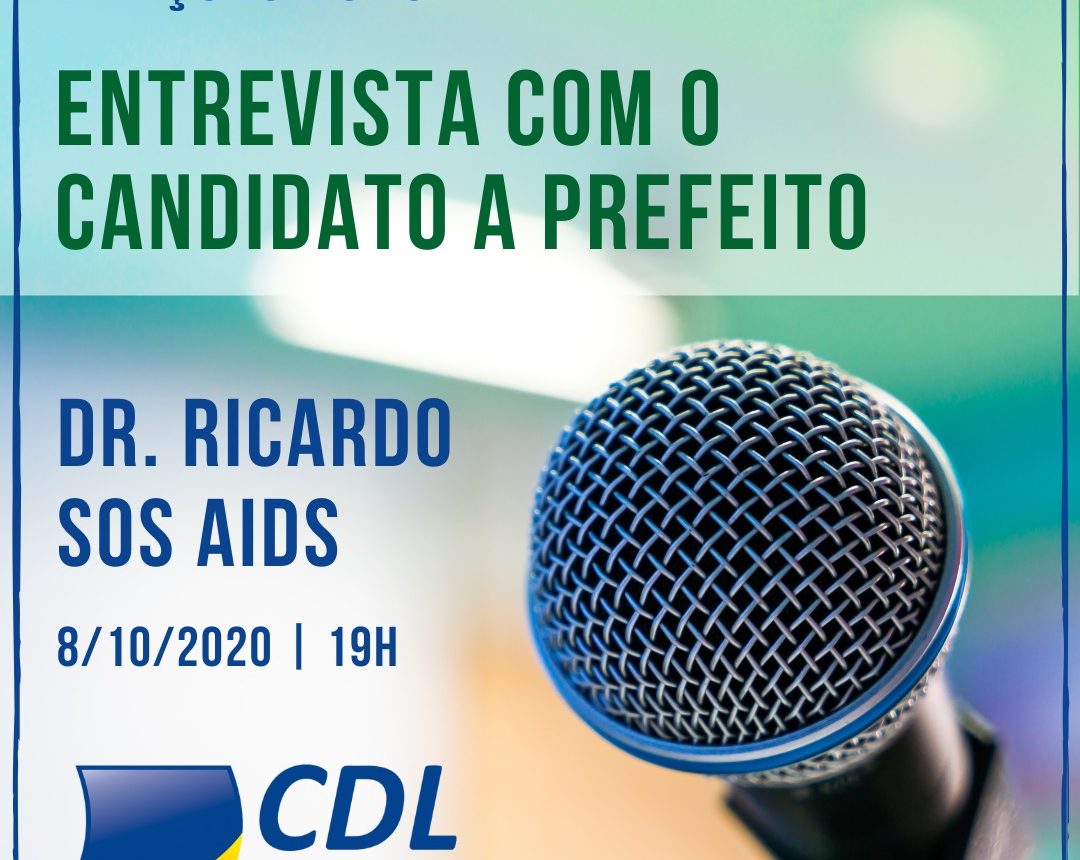 ENTREVISTA COM O
CANDIDATO A PREFEITO
DR. RICARDO
SOS AIDS
8/10/2020 | 19H
CDL